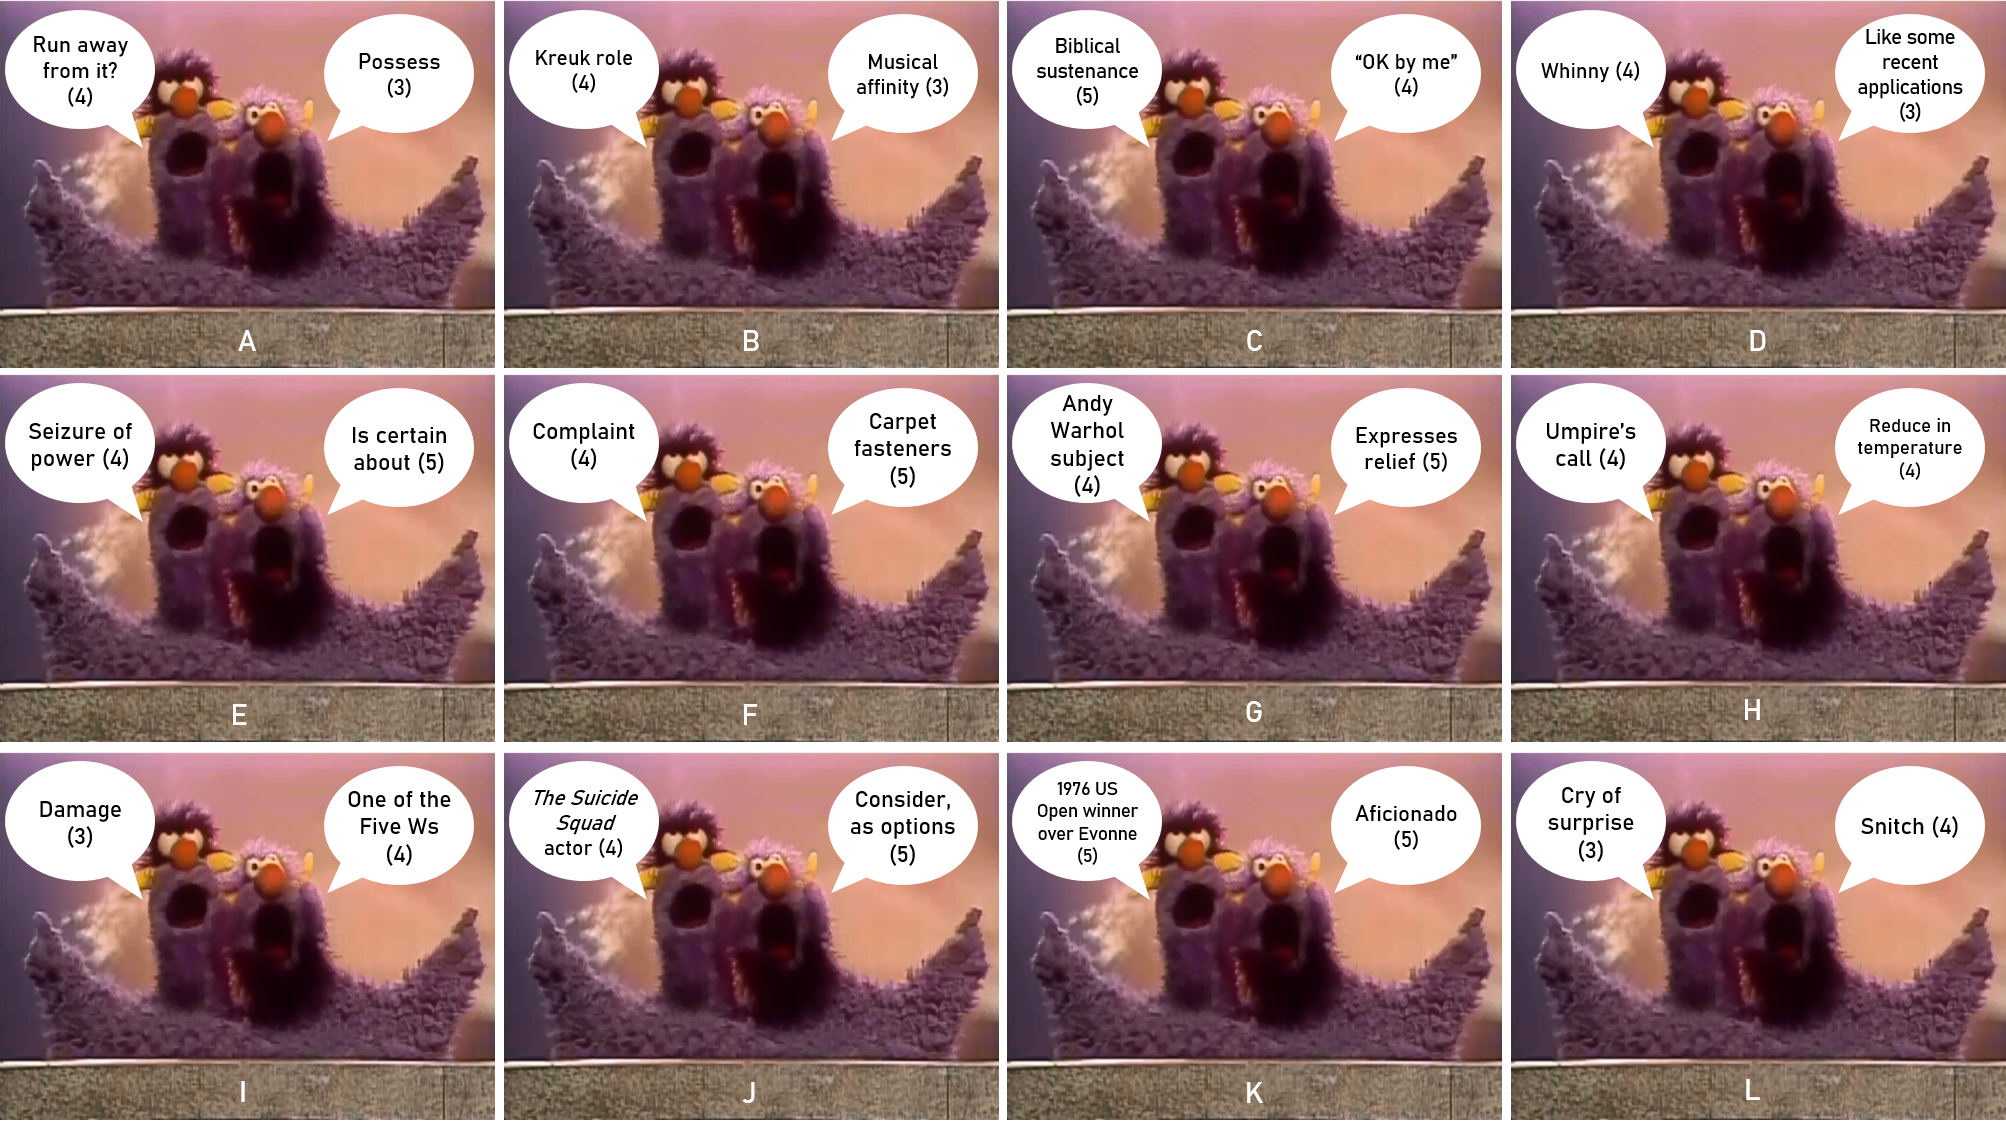 Run away
from it?
(4)
Possess
(3)
A
Kreuk role
(4)
Musical
affinity (3)
B
Biblical
sustenance
(5)
“OK by me”
(4)
C
Whinny (4)
Like some
recent
applications
(3)
D
Seizure of
power (4)
Is certain
about (5)
E
Complaint
(4)
Carpet
fasteners
(5)
F
Andy
Warhol
subject
(4)
Expresses
relief (5)
G
Umpire’s
call (4)
Reduce in
temperature
(4)
H
Damage
(3)
One of the
Five Ws
(4)
I
The Suicide
Squad
actor (4)
Consider,
as options
(5)
J
1976 US
Open winner
over Evonne
(5)
Aficionado
(5)
K
Cry of
surprise
(3)
Snitch (4)
L